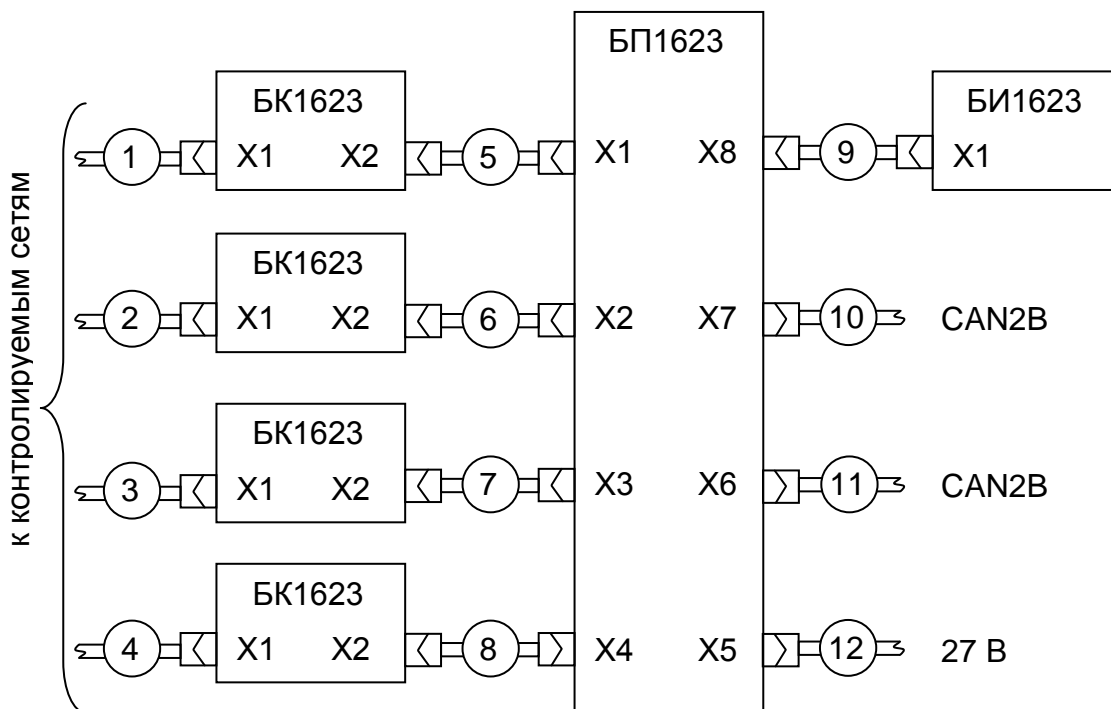 БП1623
БК1623
БИ1623
1
X1 X2
5
X1 X8
9
X1
к контролируемым сетям
БК1623
2
X1 X2
6
X2 X7
10
CAN2B
БК1623
3
X1 X2
7
X3 X6
11
CAN2B
БК1623
4
X1 X2
8
X4 X5
12
27 В